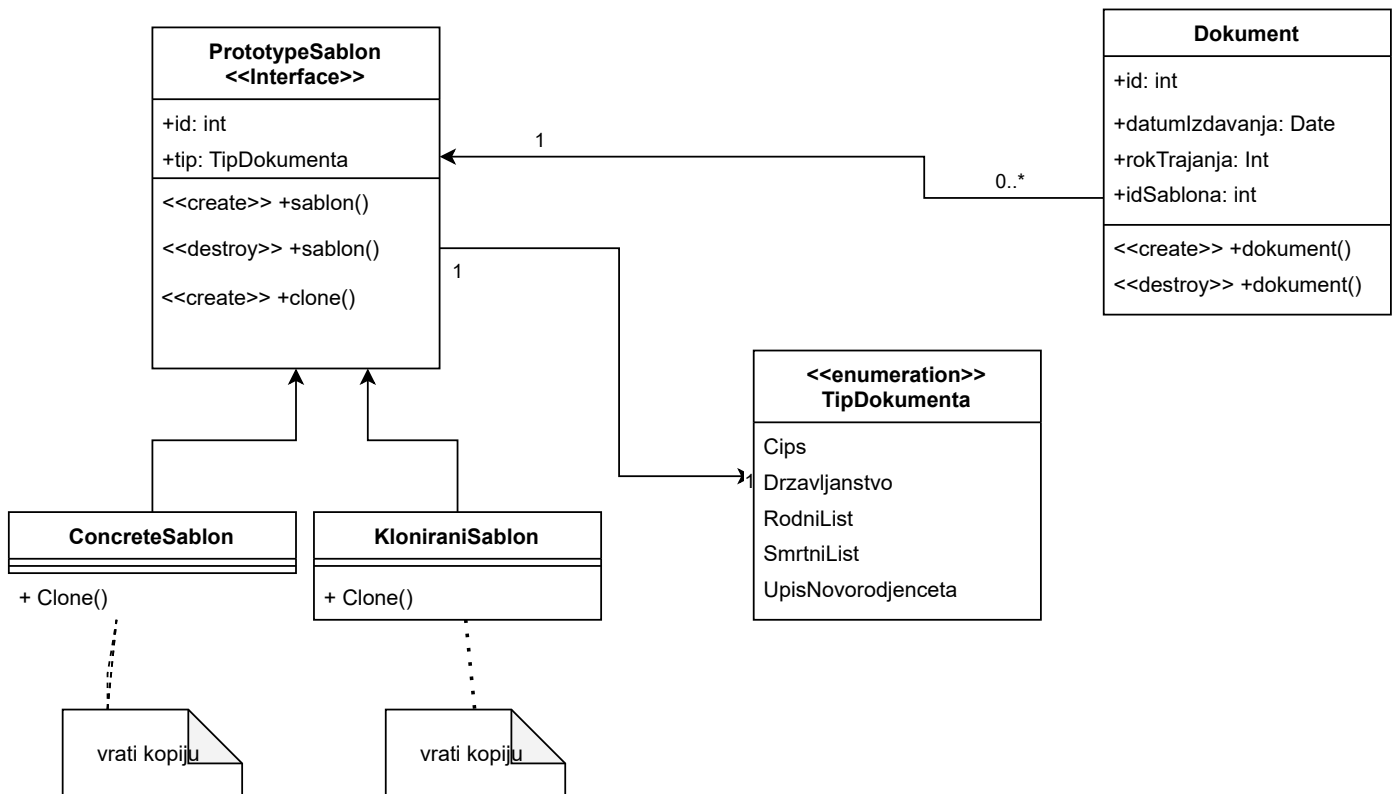 PrototypeSablon
<<Interface>>
+id: int
+tip: TipDokumenta
<<create>> +sablon()
<<destroy>> +sablon()
<<create>> +clone()
1
0..*
Dokument
+id: int
+datumIzdavanja: Date
+rokTrajanja: Int
+idSablona: int
<<create>> +dokument()
<<destroy>> +dokument()
1
1
<<enumeration>>
TipDokumenta
Cips
Drzavljanstvo
RodniList
SmrtniList
UpisNovorodjenceta
ConcreteSablon
+ Clone()
KloniraniSablon
+ Clone()
vrati kopiju
vrati kopiju